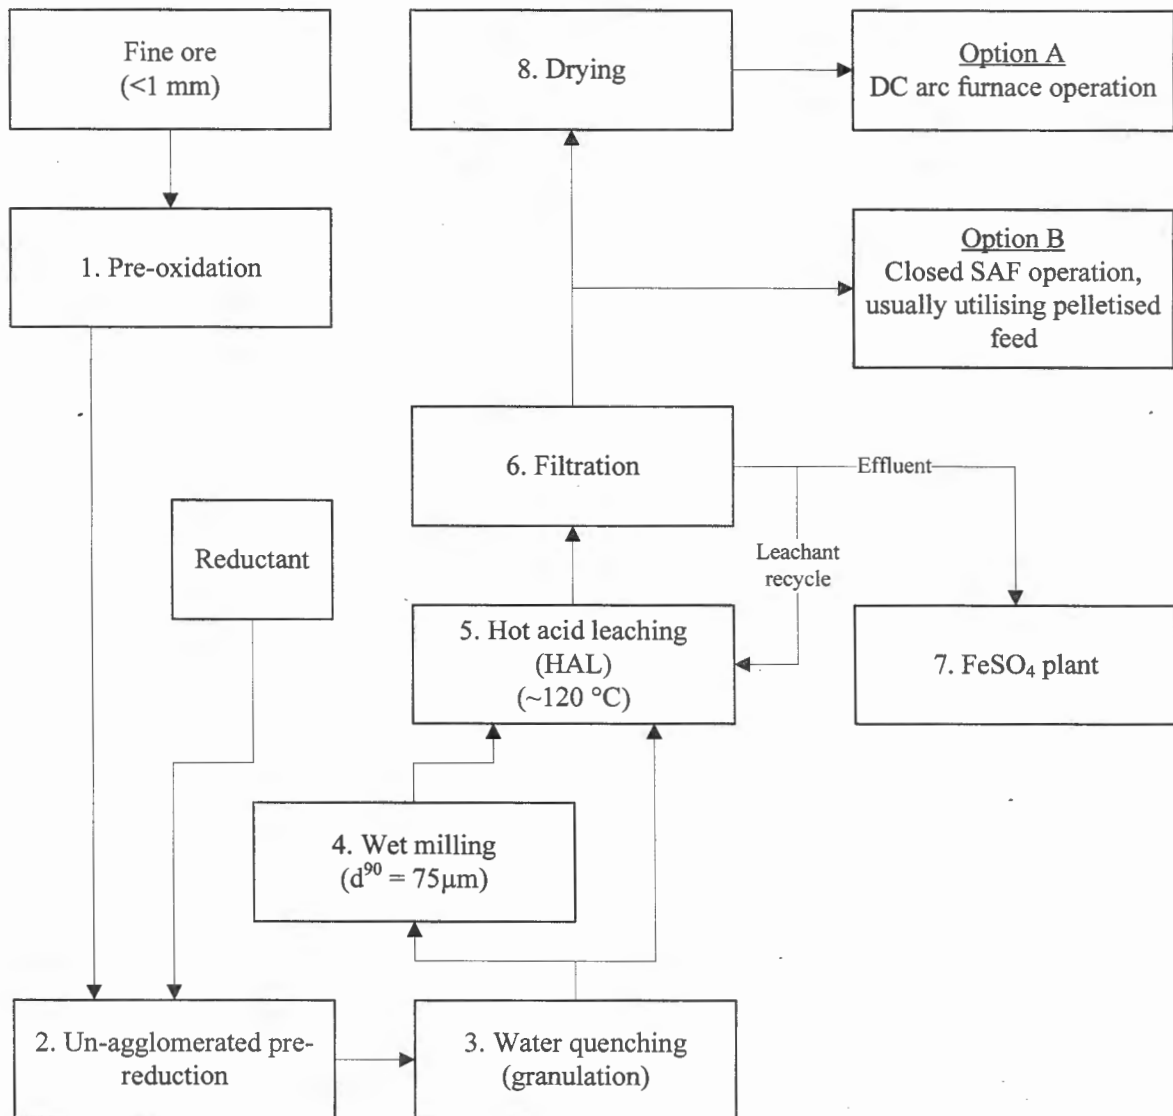 Fine ore
(<1 mm)
8. Drying
Option A
DC arc furnace operation
1. Pre-oxidation
Option B
Closed SAF operation,
usually utilising pelletised
feed
6. Filtration
Effluent
Reductant
Leachant
recycle
5. Hot acid leaching
(HAL)
(~120 °C)
7. FeSO₄ plant
4. Wet milling
(d⁹⁰ = 75μm)
2. Un-agglomerated pre-
reduction
3. Water quenching
(granulation)